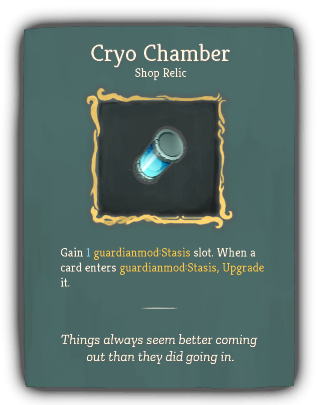 Cryo Chamber
Shop Relic
Gain 1 guardianmod:Stasis slot. When a
card enters guardianmod:Stasis, Upgrade
it.
Things always seem better coming
out than they did going in.